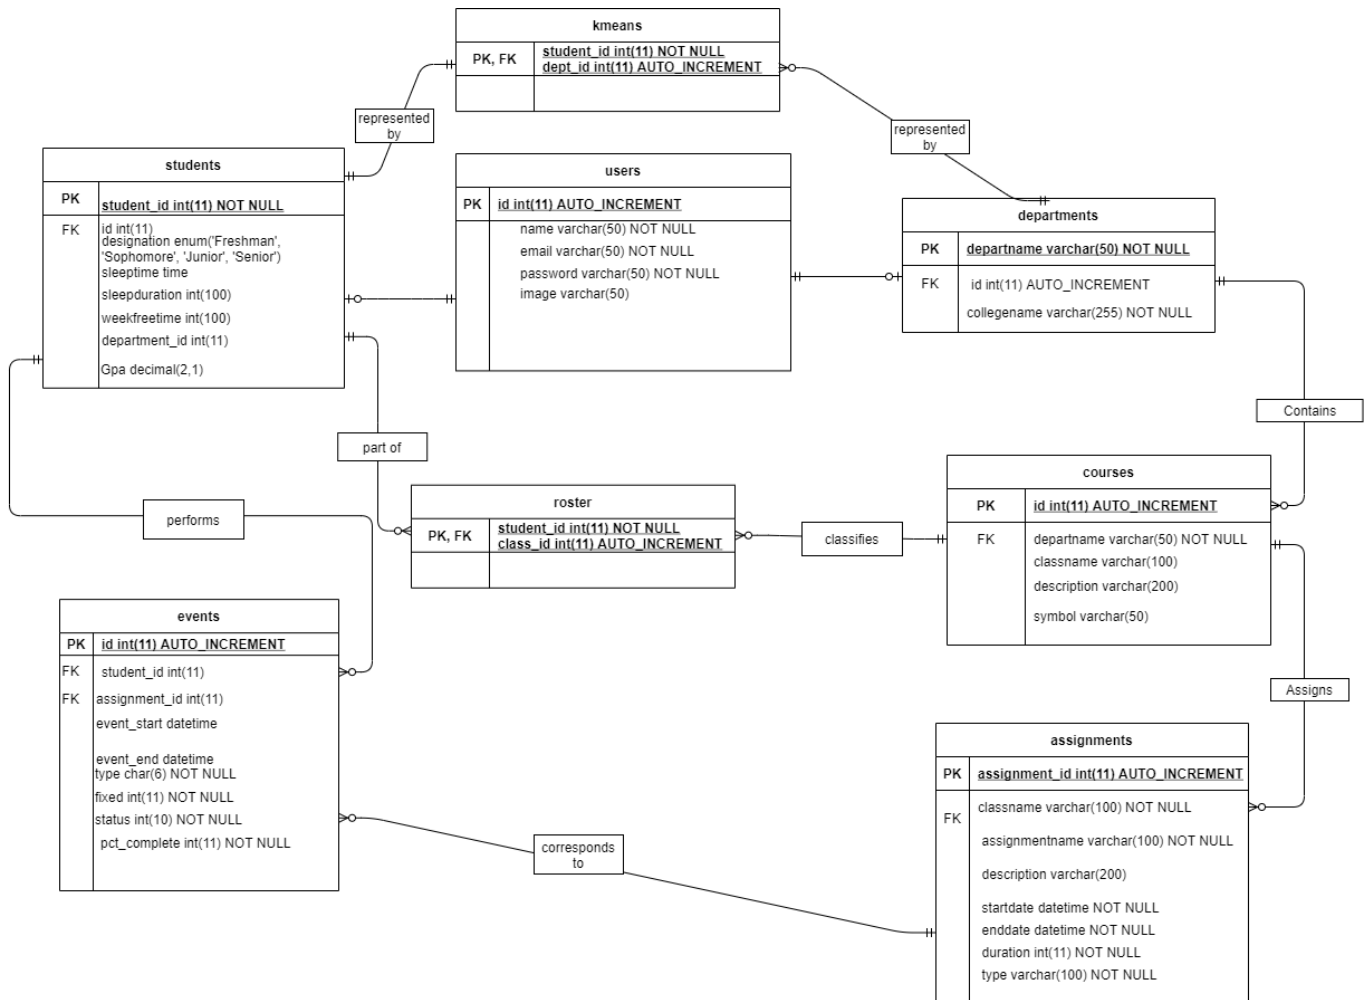 kmeans
PK, FK
student_id int(11) NOT NULL
dept_id int(11) AUTO_INCREMENT
represented
by
represented
by
students
PK
student_id int(11) NOT NULL
FK
id int(11)
designation enum('Freshman',
'Sophomore', 'Junior', 'Senior')
sleeptime time
sleepduration int(100)
weekfreetime int(100)
department_id int(11)
Gpa decimal(2,1)
users
PK
id int(11) AUTO_INCREMENT
name varchar(50) NOT NULL
email varchar(50) NOT NULL
password varchar(50) NOT NULL
image varchar(50)
departments
PK
departname varchar(50) NOT NULL
FK
id int(11) AUTO_INCREMENT
collegename varchar(255) NOT NULL
Contains
part of
performs
roster
PK, FK
student_id int(11) NOT NULL
class_id int(11) AUTO_INCREMENT
classifies
courses
PK
id int(11) AUTO_INCREMENT
FK
departname varchar(50) NOT NULL
classname varchar(100)
description varchar(200)
symbol varchar(50)
events
PK
id int(11) AUTO_INCREMENT
FK
student_id int(11)
FK
assignment_id int(11)
event_start datetime
event_end datetime
type char(6) NOT NULL
fixed int(11) NOT NULL
status int(10) NOT NULL
pct_complete int(11) NOT NULL
corresponds
to
Assigns
assignments
PK
assignment_id int(11) AUTO_INCREMENT
FK
classname varchar(100) NOT NULL
assignmentname varchar(100) NOT NULL
description varchar(200)
startdate datetime NOT NULL
enddate datetime NOT NULL
duration int(11) NOT NULL
type varchar(100) NOT NULL